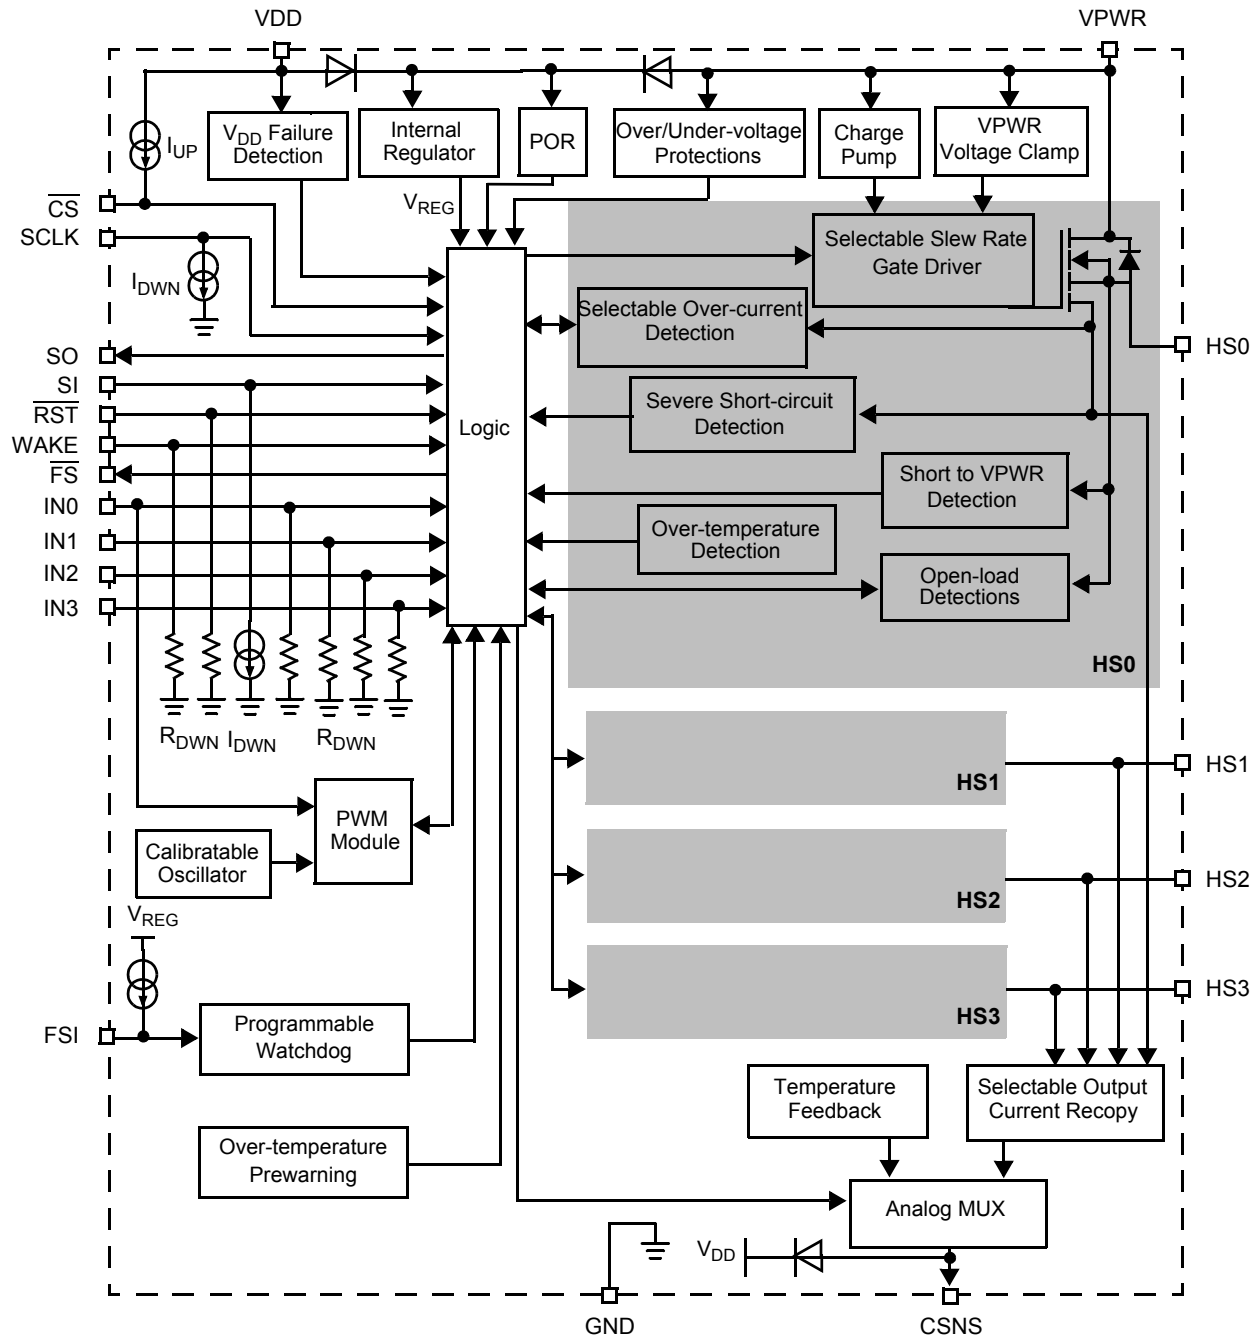 VDD
VPWR
VDD Failure
Detection
Internal
Regulator
POR
Over/Under-voltage
Protections
Charge
Pump
VPWR
Voltage Clamp
IUP
VREG
CS
SCLK
IDWN
SO
SI
RST
WAKE
FS
IN0
IN1
IN2
IN3
Logic
Selectable Slew Rate
Gate Driver
Selectable Over-current
Detection
HS0
Severe Short-circuit
Detection
Short to VPWR
Detection
Over-temperature
Detection
Open-load
Detections
HS0
RDWN
IDWN
RDWN
HS1
HS1
PWM
Module
Calibratable
Oscillator
HS2
HS2
VREG
HS3
HS3
FSI
Programmable
Watchdog
Temperature
Feedback
Selectable Output
Current Recopy
Over-temperature
Prewarning
Analog MUX
VDD
GND
CSNS